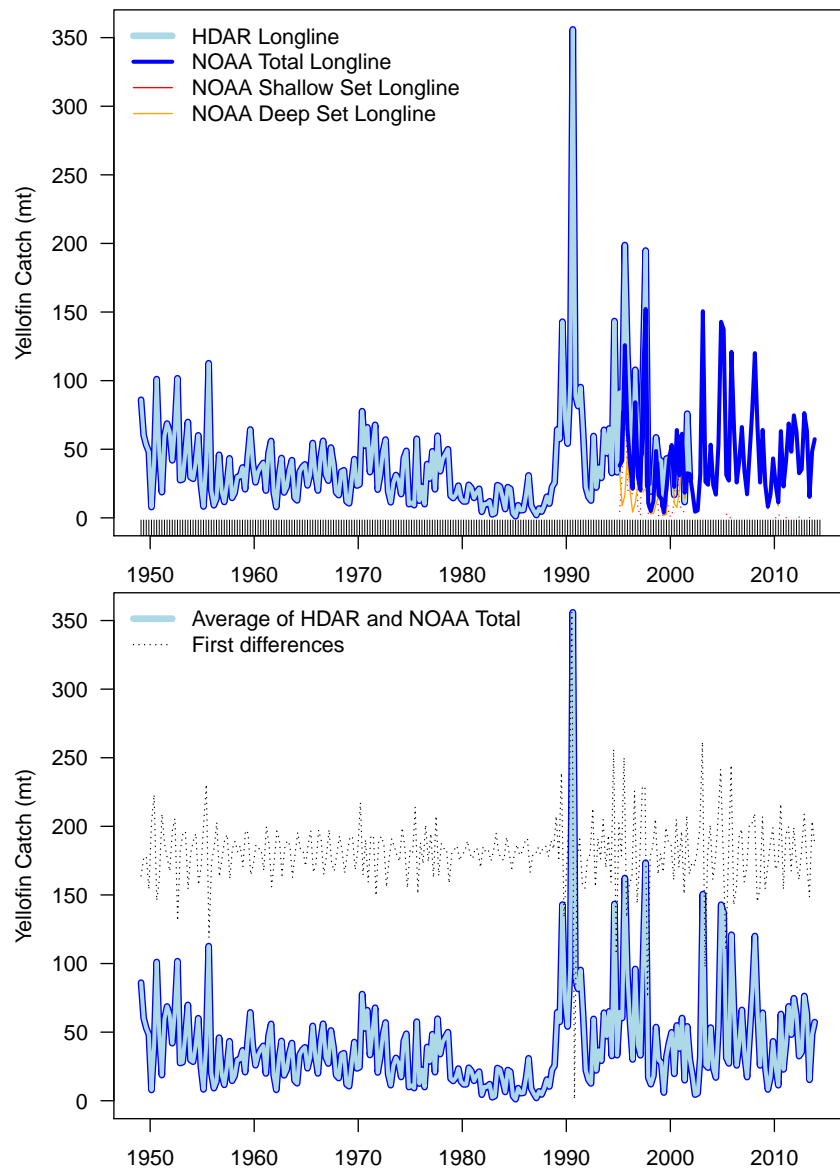 HDAR Longline
NOAA Total Longline
NOAA Shallow Set Longline
NOAA Deep Set Longline
Yellofin Catch (mt)
350
300
250
200
150
100
50
0
1950 1960 1970 1980 1990 2000 2010
Average of HDAR and NOAA Total
First differences
Yellofin Catch (mt)
350
300
250
200
150
100
50
0
1950 1960 1970 1980 1990 2000 2010